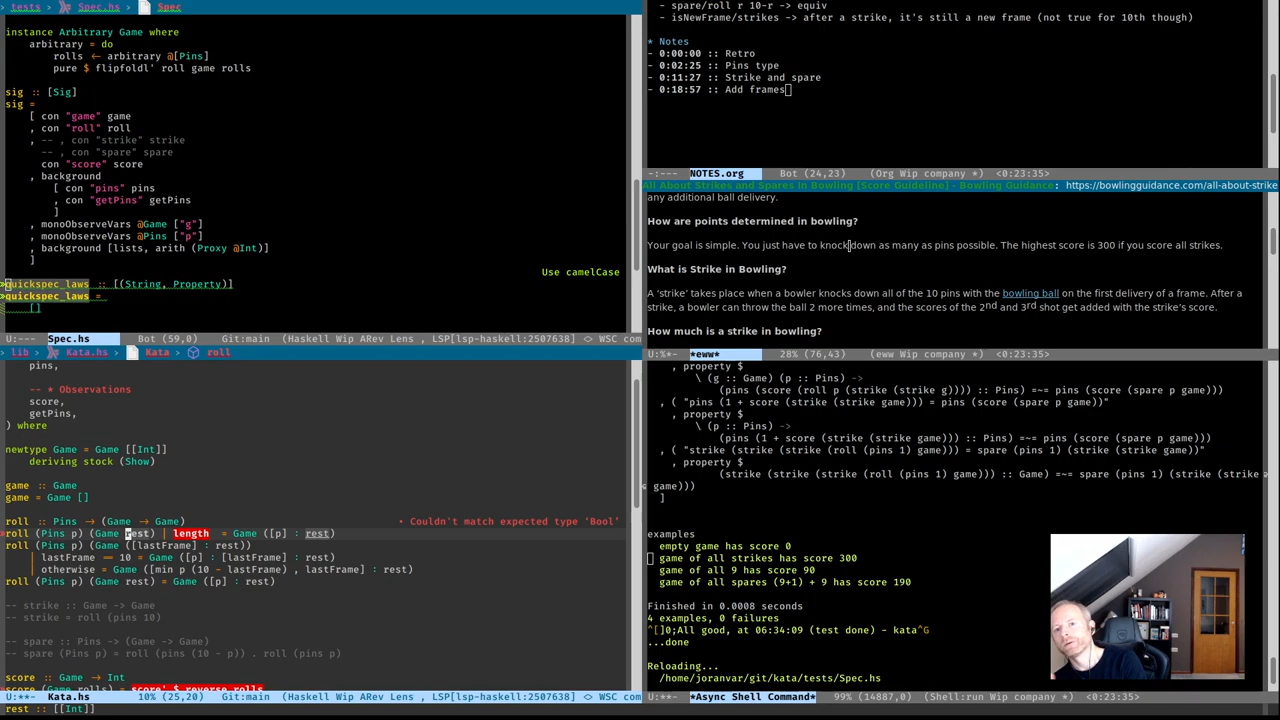 tests > Spec.hs > Spec
instance Arbitrary Game where
arbitrary = do
rolls ← arbitrary @[Pins]
pure $ flipfoldl' roll game rolls
sig :: [Sig]
sig =
[ con "game" game
, con "roll" roll
, -- , con "strike" strike
-- , con "spare" spare
con "score" score
, background
[ con "pins" pins
, con "getPins" getPins
]
, monoObserveVars @Game ["g"]
, monoObserveVars @Pins ["p"]
, background [lists, arith (Proxy @Int)]
]
Use camelCase
quickspec_laws :: [(String, Property)]
quickspec_laws =
[]
U:--- Spec.hs Bot (59,0) Git:main (Haskell Wip ARev Lens , LSP[lsp-haskell:2507638] <> WSC com
lib > Kata.hs > Kata > roll
pins,
-- * Observations
score,
getPins,
) where
newtype Game = Game [[Int]]
deriving stock (Show)
game :: Game
game = Game []
roll :: Pins → (Game → Game) • Couldn't match expected type 'Bool'
roll (Pins p) (Game rest) | length = Game ([p] : rest)
roll (Pins p) (Game ([lastFrame] : rest))
| lastFrame == 10 = Game ([p] : [lastFrame] : rest)
| otherwise = Game ([min p (10 - lastFrame) , lastFrame] : rest)
roll (Pins p) (Game rest) = Game ([p] : rest)
-- strike :: Game -> Game
-- strike = roll (pins 10)
-- spare :: Pins -> (Game -> Game)
-- spare (Pins p) = roll (pins (10 - p)) . roll (pins p)
score :: Game → Int
score (Game rolls) = score' $ reverse rolls
U:**- Kata.hs 10% (25,20) Git:main (Haskell Wip ARev Lens , LSP[lsp-haskell:2507638] <> WSC com
rest :: [[Int]]
- spare/roll r 10-r -> equiv
- isNewFrame/strikes -> after a strike, it's still a new frame (not true for 10th though)
* Notes
- 0:00:00 :: Retro
- 0:02:25 :: Pins type
- 0:11:27 :: Strike and spare
- 0:18:57 :: Add frames
-:--- NOTES.org Bot (24,23) (Org Wip company *) <0:23:35>
All About Strikes and Spares In Bowling [Score Guideline] - Bowling Guidance: https://bowlingguidance.com/all-about-strike
any additional ball delivery.
How are points determined in bowling?
Your goal is simple. You just have to knock down as many as pins possible. The highest score is 300 if you score all strikes.
What is Strike in Bowling?
A 'strike' takes place when a bowler knocks down all of the 10 pins with the bowling ball on the first delivery of a frame. After a
strike, a bowler can throw the ball 2 more times, and the scores of the 2nd and 3rd shot get added with the strike's score.
How much is a strike in bowling?
U:%*- *eww* 28% (76,43) (eww Wip company *) <0:23:35>
, property $
\ (g :: Game) (p :: Pins) ->
(pins (score (roll p (strike (strike g)))) :: Pins) =~= pins (score (spare p game)))
, ( "pins (1 + score (strike (strike game))) = pins (score (spare p game))"
, property $
\ (p :: Pins) ->
(pins (1 + score (strike (strike game))) :: Pins) =~= pins (score (spare p game)))
, ( "strike (strike (strike (roll (pins 1) game))) = spare (pins 1) (strike (strike game))"
, property $
(strike (strike (strike (roll (pins 1) game))) :: Game) =~= spare (pins 1) (strike (strike
game)))
]
examples
empty game has score 0
game of all strikes has score 300
game of all 9 has score 90
game of all spares (9+1) + 9 has score 190
Finished in 0.0008 seconds
4 examples, 0 failures
^[]0;All good, at 06:34:09 (test done) - kata^G
...done
Reloading...
/home/joranvar/git/kata/tests/Spec.hs
U:**- *Async Shell Command* 99% (14887,0) (Shell:run Wip company *) <0:23:35>